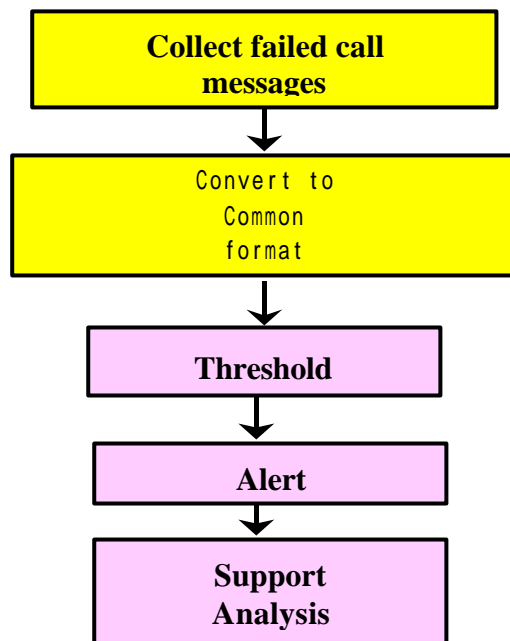 Collect failed call
messages
Convert to
Common
format
Threshold
Alert
Support
Analysis